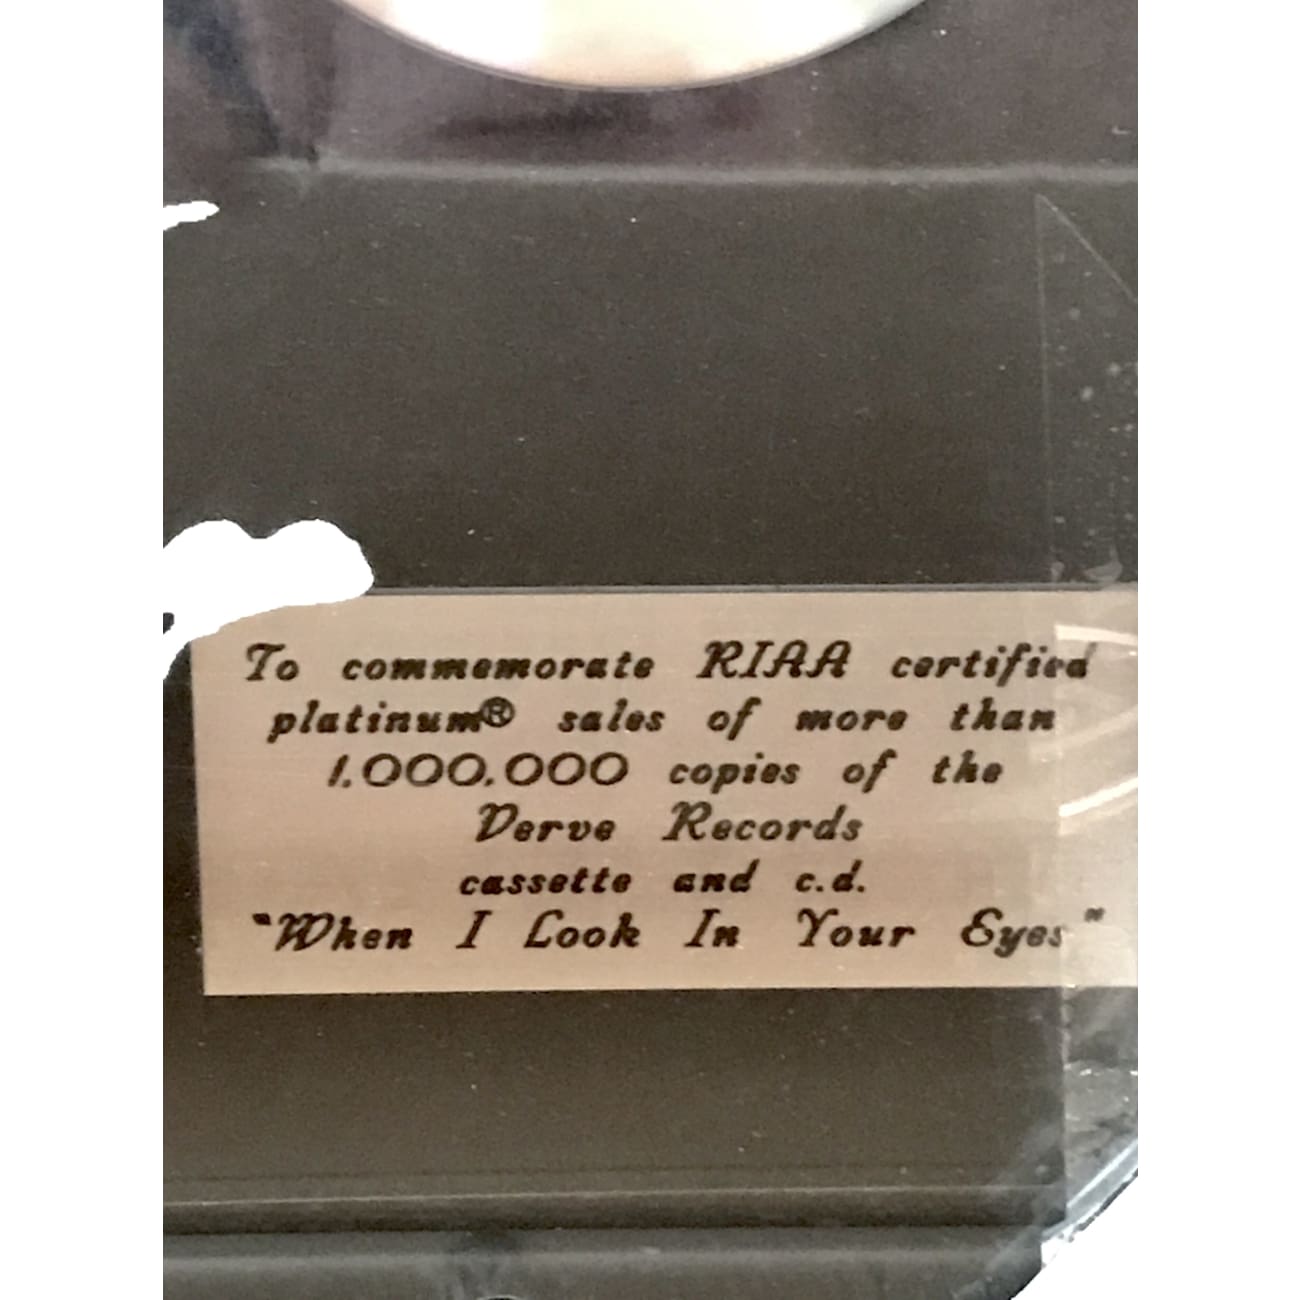 To commemorate RIAA certified
platinum® sales of more than
1,000,000 copies of the
Verve Records
cassette and c.d.
"When I Look In Your Eyes"